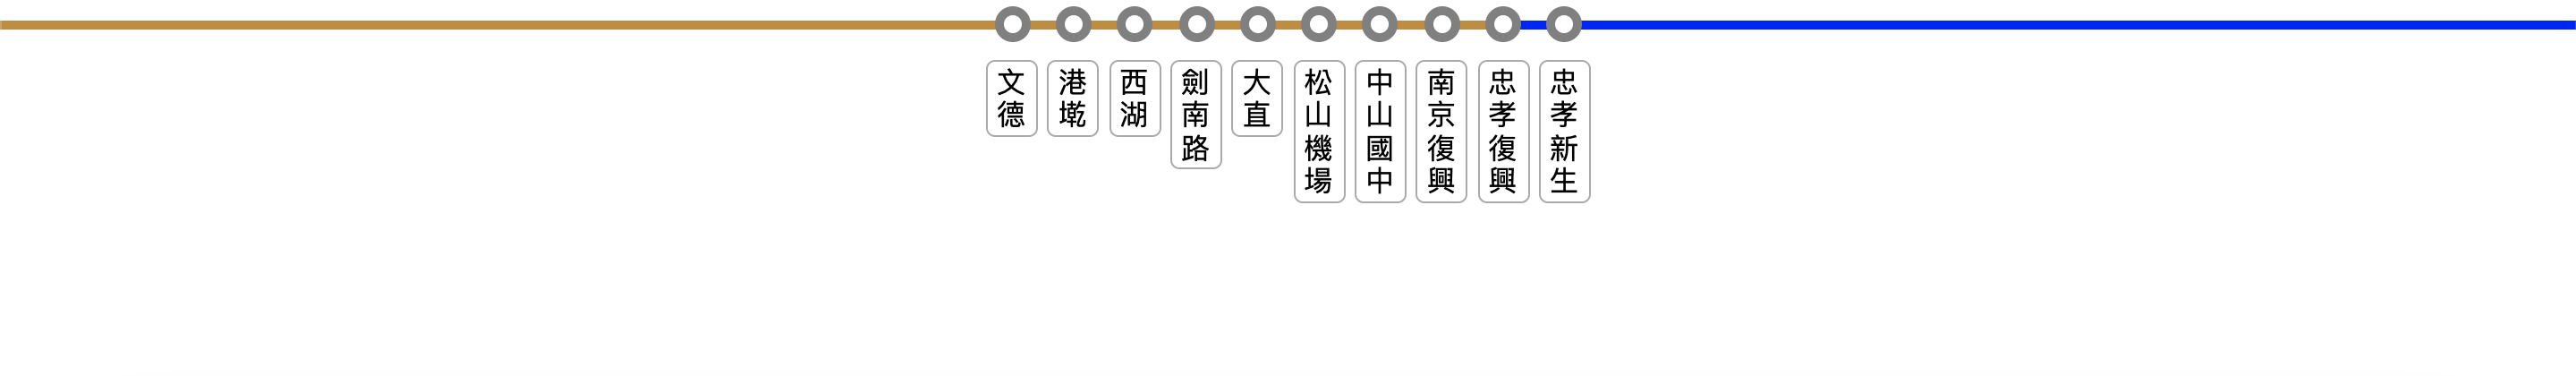 文德
港墘
西湖
劍南路
大直
松山機場
中山國中
南京復興
忠孝復興
忠孝新生